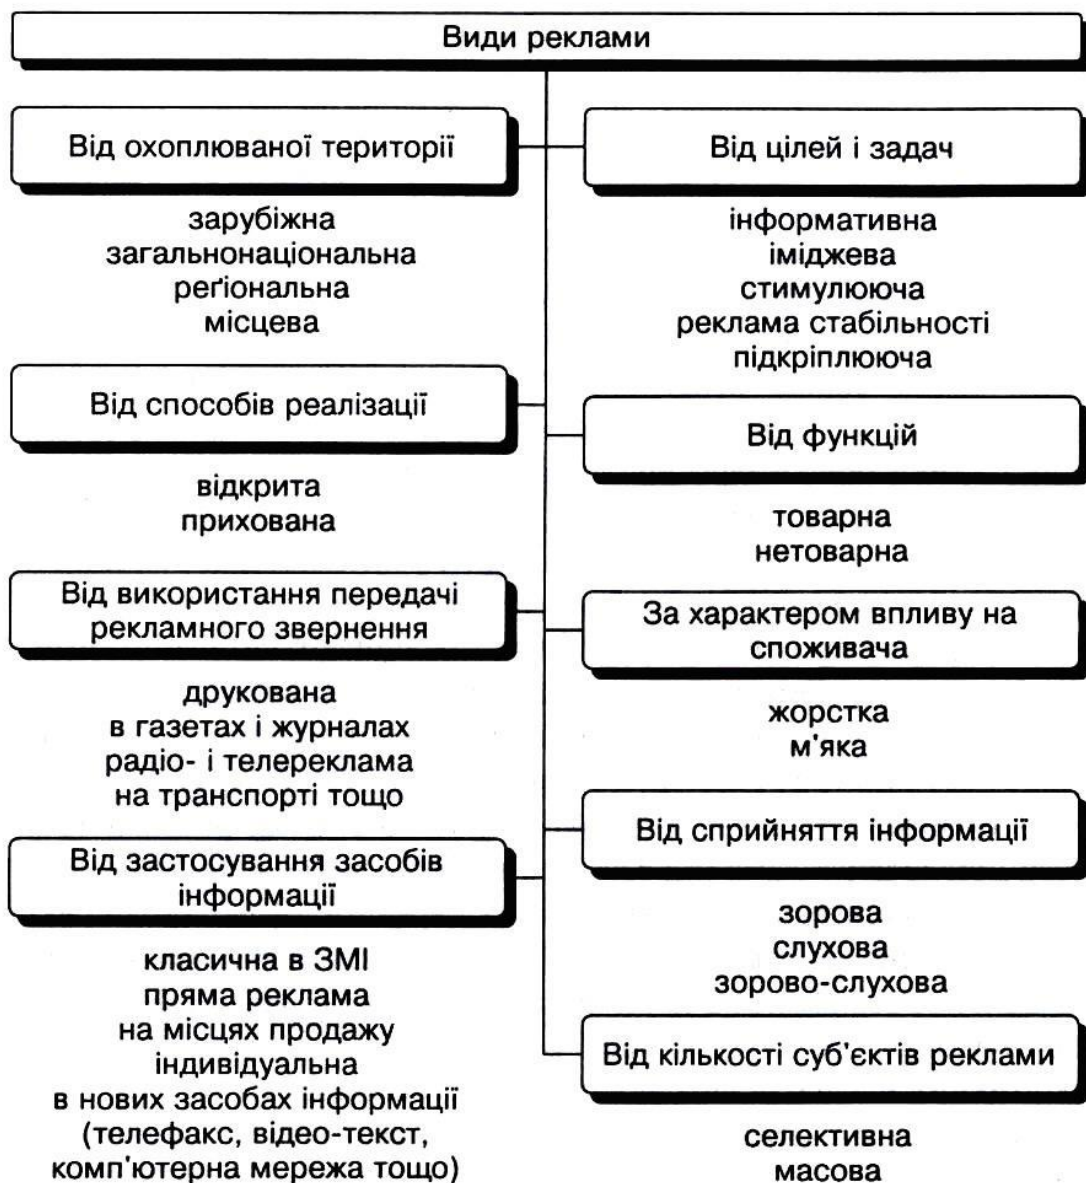 Види реклами
Від охоплюваної території
зарубіжна
загальнонаціональна
реґіональна
місцева
Від способів реалізації
відкрита
прихована
Від використання передачі
рекламного звернення
друкована
в газетах і журналах
радіо- і телереклама
на транспорті тощо
Від застосування засобів
інформації
класична в ЗМІ
пряма реклама
на місцях продажу
індивідуальна
в нових засобах інформації
(телефакс, відео-текст,
комп'ютерна мережа тощо)
Від цілей і задач
інформативна
іміджева
стимулююча
реклама стабільності
підкріплююча
Від функцій
товарна
нетоварна
За характером впливу на
споживача
жорстка
м'яка
Від сприйняття інформації
зорова
слухова
зорово-слухова
Від кількості суб'єктів реклами
селективна
масова